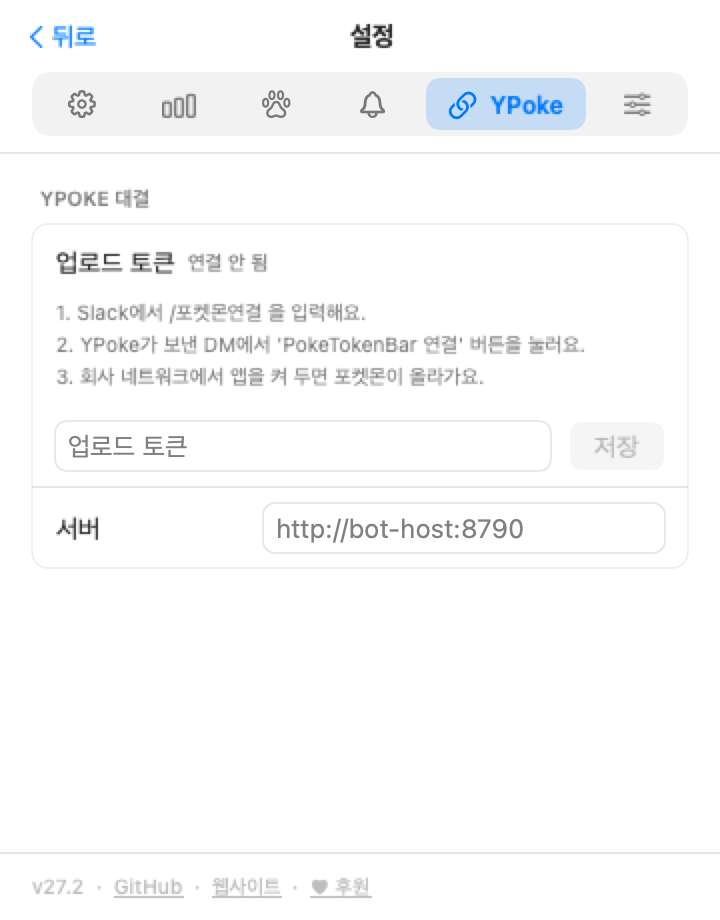 뒤로
설정
YPoke
YPOKE 대결
업로드 토큰 연결 안 됨
1. Slack에서 /포켓몬연결 을 입력해요.
2. YPoke가 보낸 DM에서 'PokeTokenBar 연결' 버튼을 눌러요.
3. 회사 네트워크에서 앱을 켜 두면 포켓몬이 올라가요.
업로드 토큰 저장
서버 http://bot-host:8790
v27.2 · GitHub · 웹사이트 · ♥ 후원